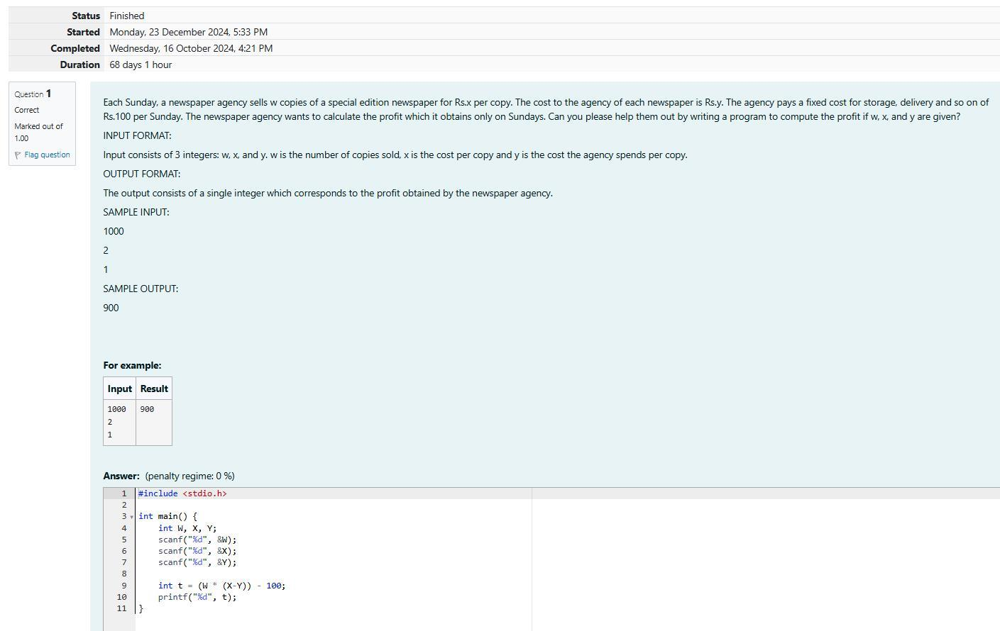 Status Finished
Started Monday, 23 December 2024, 5:33 PM
Completed Wednesday, 16 October 2024, 4:21 PM
Duration 68 days 1 hour
Question 1
Correct
Marked out of
1.00
Flag question
Each Sunday, a newspaper agency sells w copies of a special edition newspaper for Rs.x per copy. The cost to the agency of each newspaper is Rs.y. The agency pays a fixed cost for storage, delivery and so on of
Rs.100 per Sunday. The newspaper agency wants to calculate the profit which it obtains only on Sundays. Can you please help them out by writing a program to compute the profit if w, x, and y are given?
INPUT FORMAT:
Input consists of 3 integers: w, x, and y. w is the number of copies sold, x is the cost per copy and y is the cost the agency spends per copy.
OUTPUT FORMAT:
The output consists of a single integer which corresponds to the profit obtained by the newspaper agency.
SAMPLE INPUT:
1000
2
1
SAMPLE OUTPUT:
900
For example:
Input Result
1000 900
2
1
Answer: (penalty regime: 0 %)
1 #include <stdio.h>
2
3 int main() {
4     int W, X, Y;
5     scanf("%d", &W);
6     scanf("%d", &X);
7     scanf("%d", &Y);
8
9     int t = (W * (X-Y)) - 100;
10     printf("%d", t);
11 }